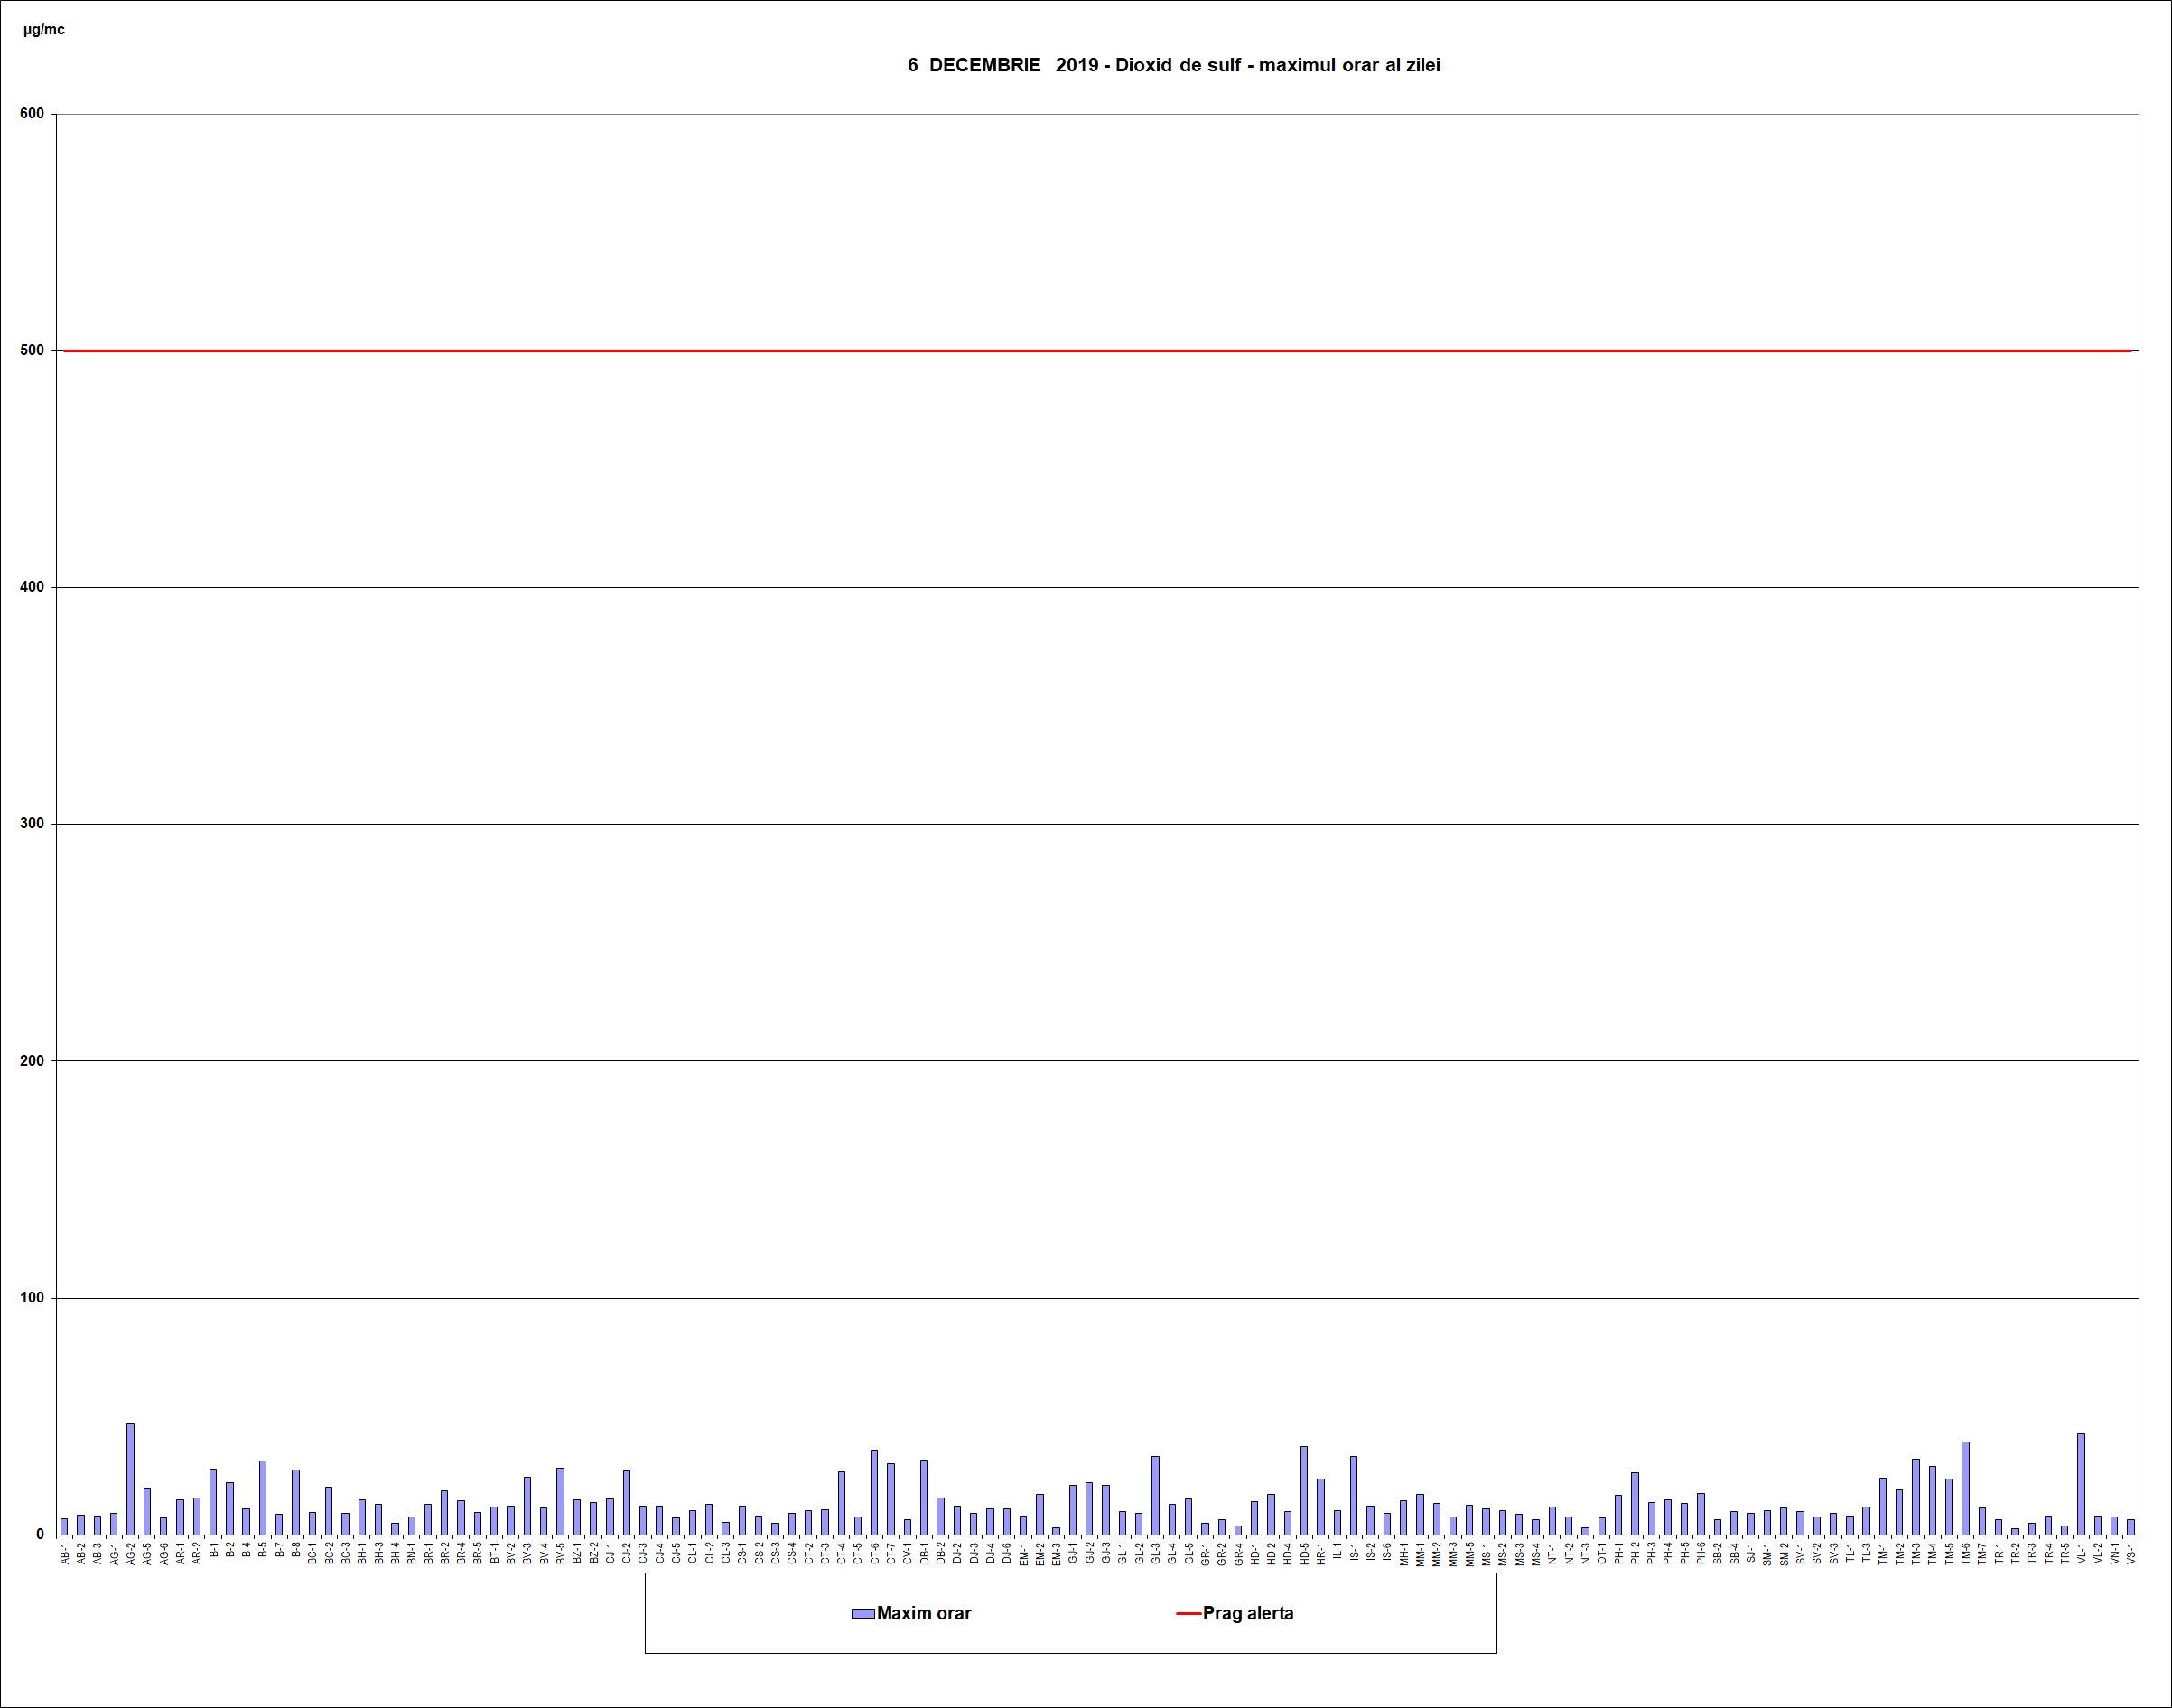 µg/mc
6 DECEMBRIE 2019 - Dioxid de sulf - maximul orar al zilei
600
500
400
300
200
100
0
AB-1 AB-2 AB-3 AG-1 AG-2 AG-5 AG-6 AR-1 AR-2 B-1 B-2 B-4 B-5 B-7 B-8 BC-1 BC-2 BC-3 BH-1 BH-3 BH-4 BN-1 BR-1 BR-2 BR-4 BR-5 BT-1 BV-2 BV-3 BV-4 BV-5 BZ-1 BZ-2 CJ-1 CJ-2 CJ-3 CJ-4 CJ-5 CL-1 CL-2 CL-3 CS-1 CS-2 CS-3 CS-4 CT-2 CT-3 CT-4 CT-5 CT-6 CT-7 CV-1 DB-1 DB-2 DJ-2 DJ-3 DJ-4 DJ-6 EM-1 EM-2 EM-3 GJ-1 GJ-2 GJ-3 GL-1 GL-2 GL-3 GL-4 GL-5 GR-1 GR-2 GR-4 HD-1 HD-2 HD-4 HD-5 HR-1 IL-1 IS-1 IS-2 IS-6 MH-1 MM-1 MM-2 MM-3 MM-5 MS-1 MS-2 MS-3 MS-4 NT-1 NT-2 NT-3 OT-1 PH-1 PH-2 PH-3 PH-4 PH-5 PH-6 SB-2 SB-4 SJ-1 SM-1 SM-2 SV-1 SV-2 SV-3 TL-1 TL-3 TM-1 TM-2 TM-3 TM-4 TM-5 TM-6 TM-7 TR-1 TR-2 TR-3 TR-4 TR-5 VL-1 VL-2 VN-1 VS-1
Maxim orar Prag alerta